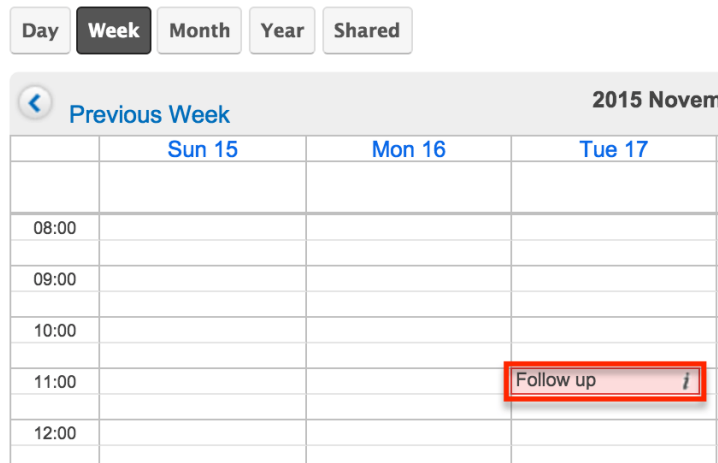 Day Week Month Year Shared
Previous Week
2015 Novem
Sun 15 Mon 16 Tue 17
08:00
09:00
10:00
11:00 Follow up i
12:00